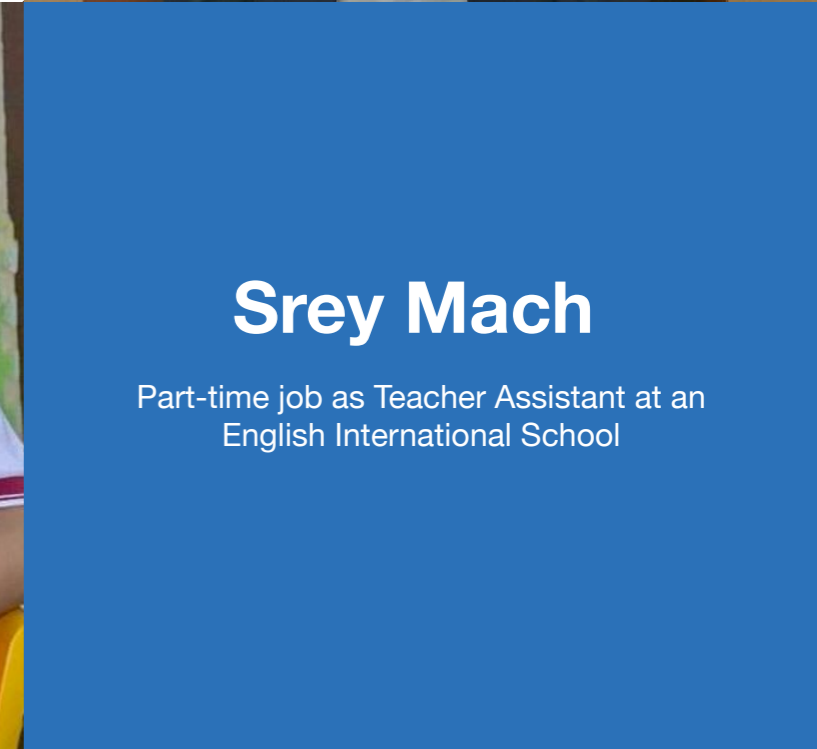 Srey Mach
Part-time job as Teacher Assistant at an
English International School